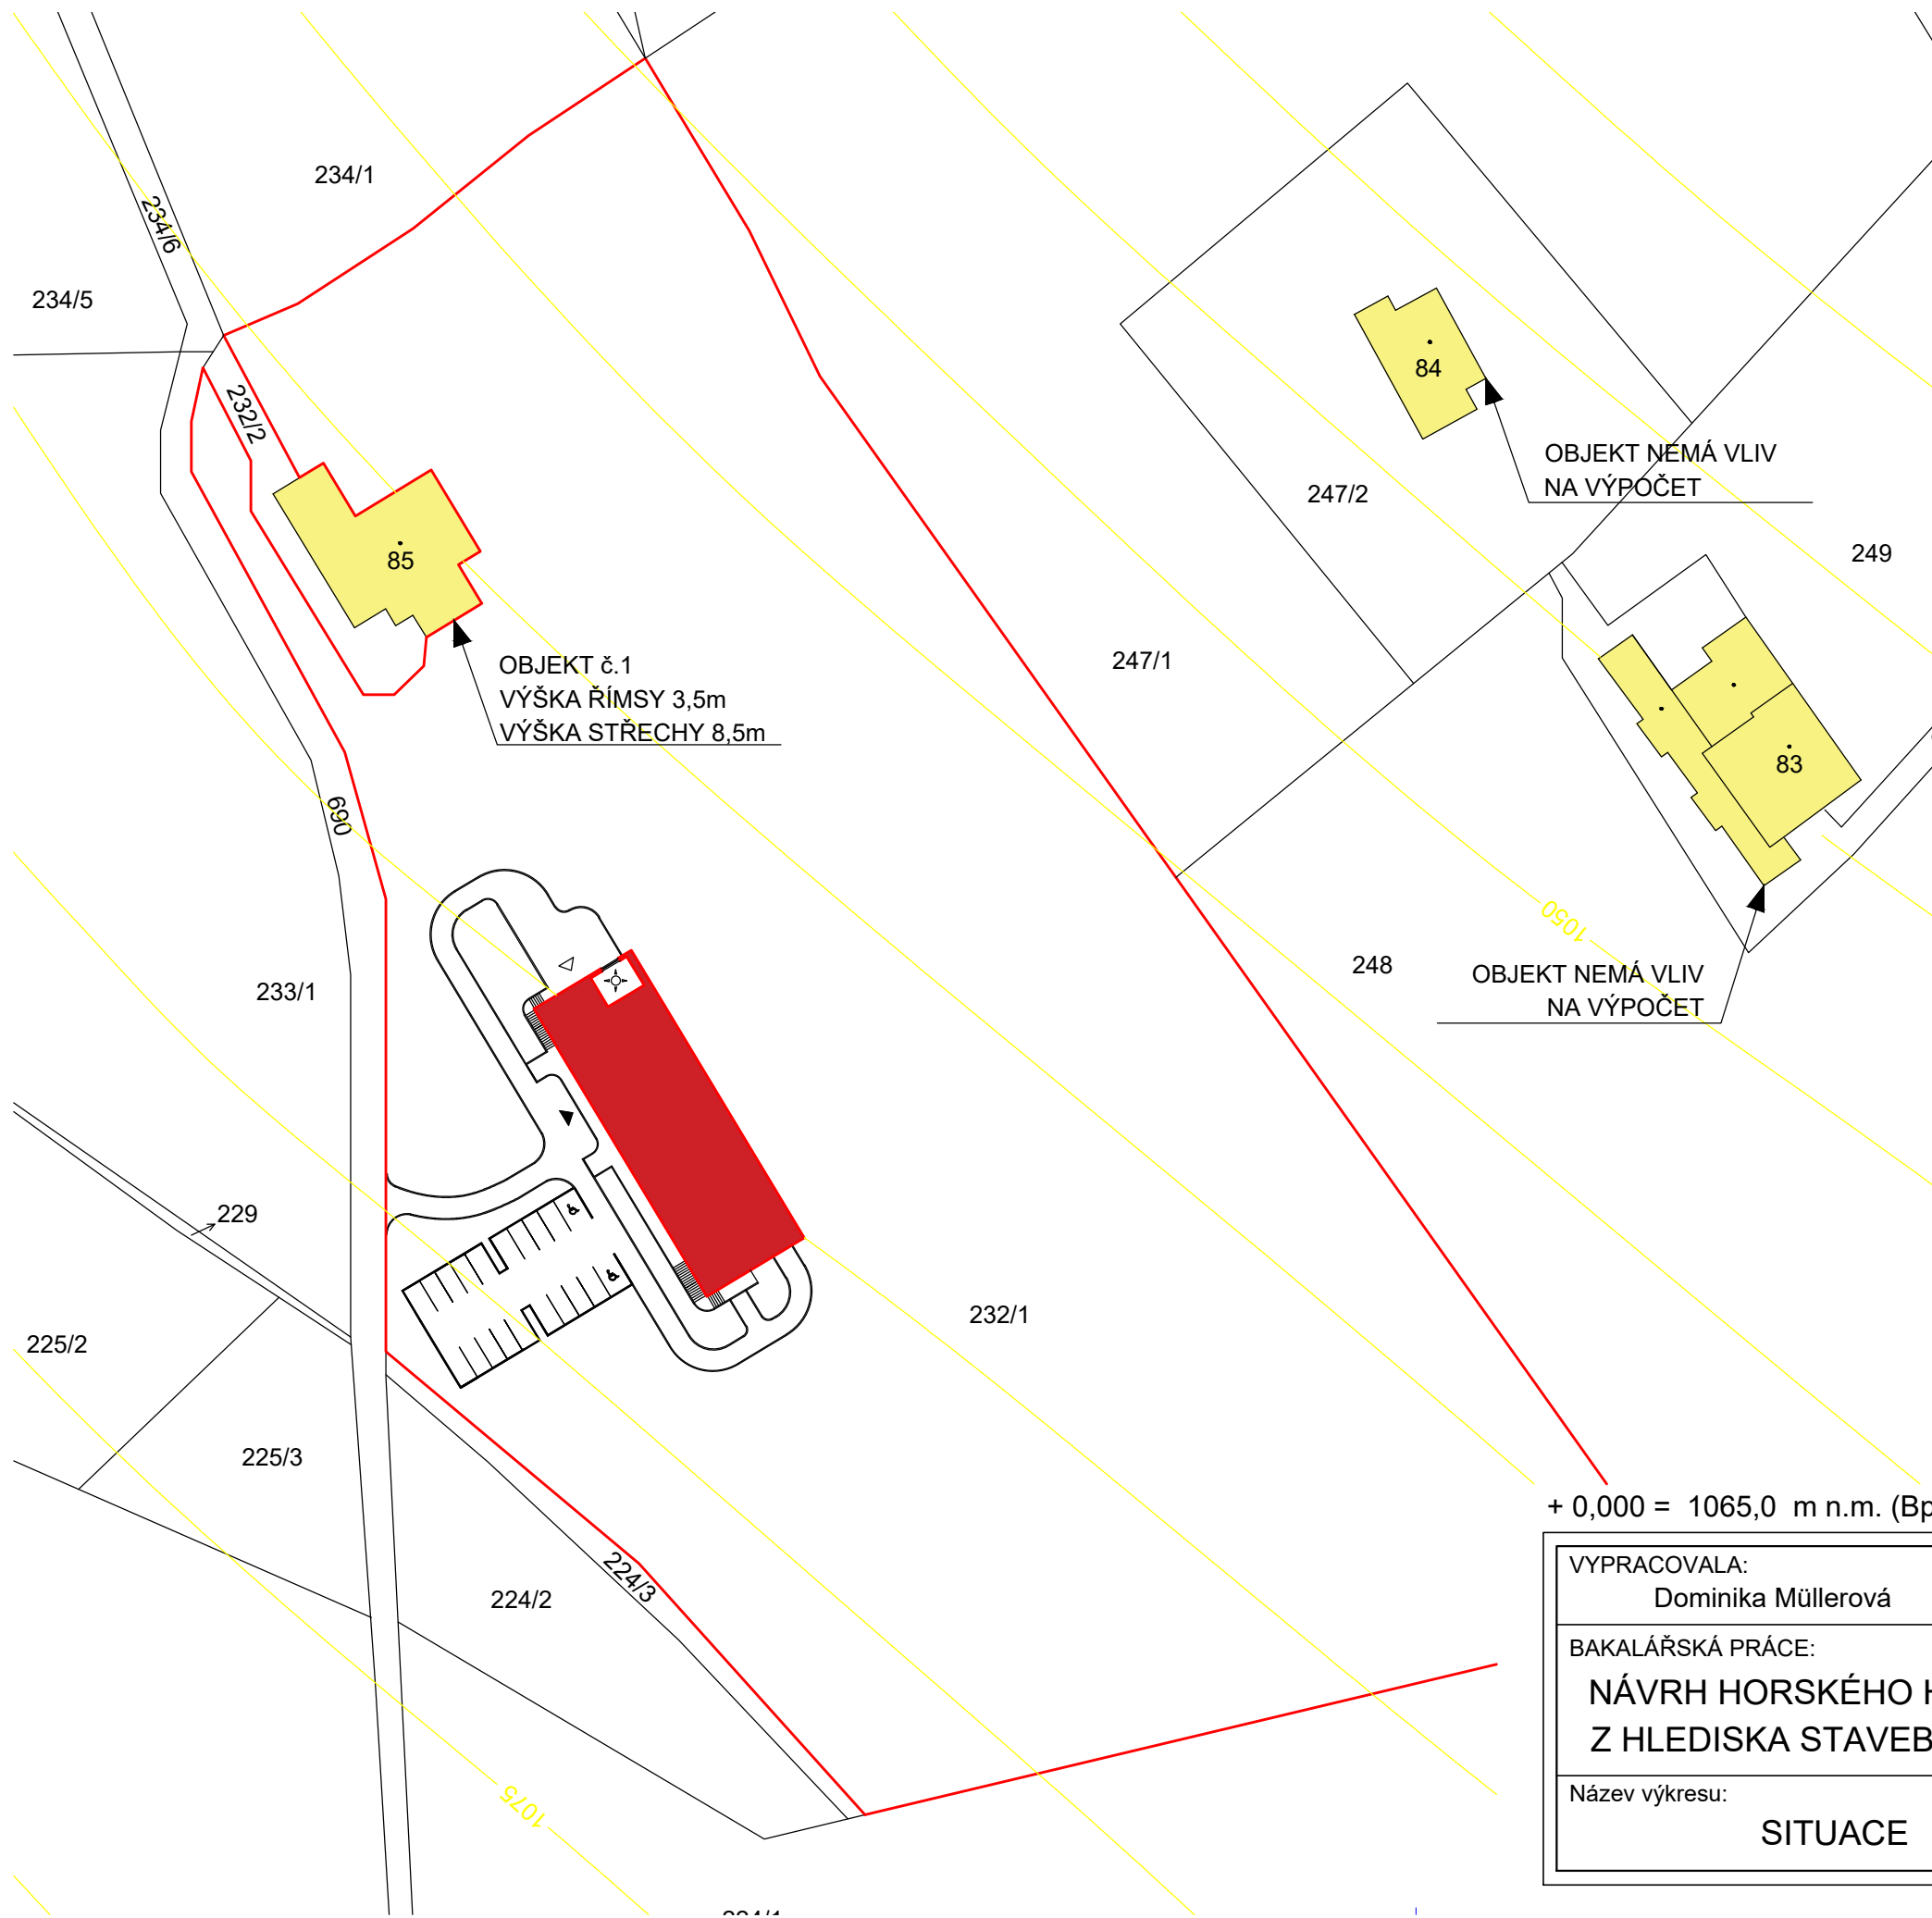 234/1
234/6
234/5
232/2
84
OBJEKT NEMÁ VLIV
NA VÝPOČET
247/2
249
85
OBJEKT č.1
VÝŠKA ŘÍMSY 3,5m
VÝŠKA STŘECHY 8,5m
247/1
83
690
1050
248
OBJEKT NEMÁ VLIV
NA VÝPOČET
233/1
229
232/1
225/2
225/3
224/3
224/2
1075
+ 0,000 = 1065,0 m n.m. (Bp
VYPRACOVALA:
Dominika Müllerová
BAKALÁŘSKÁ PRÁCE:
NÁVRH HORSKÉHO H
Z HLEDISKA STAVEB
Název výkresu:
SITUACE